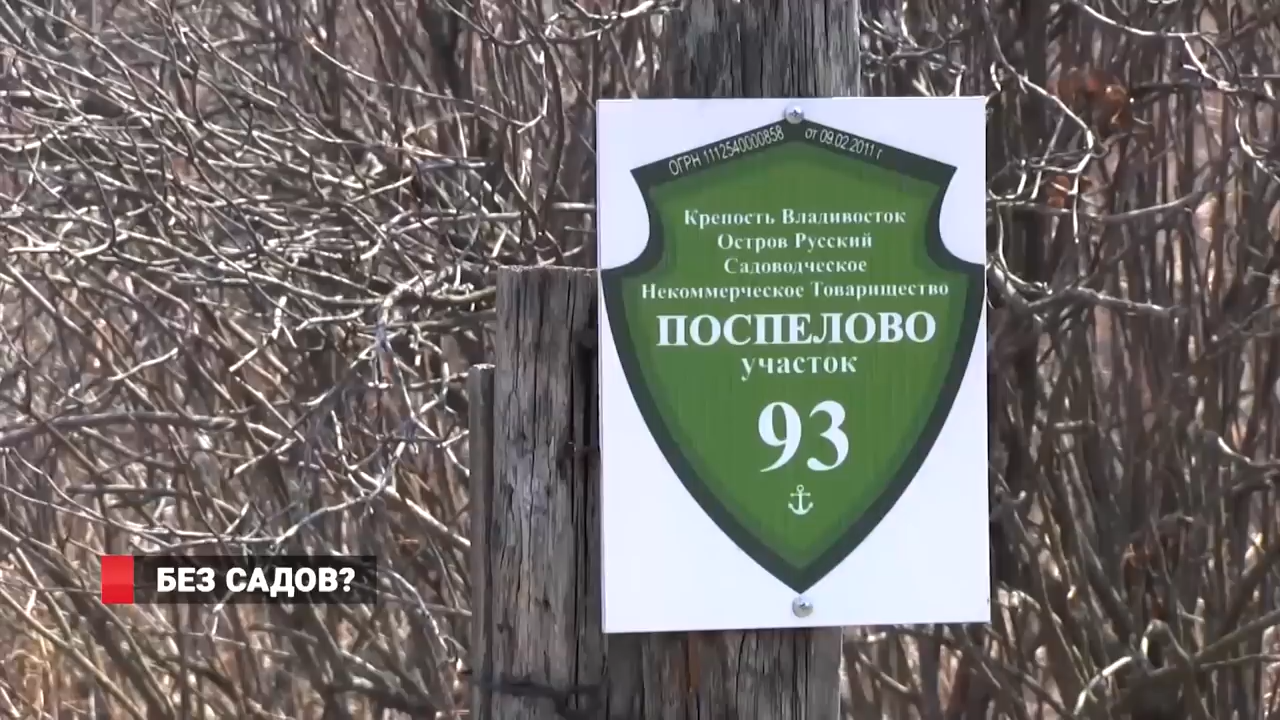 ОГРН 1112540000858 от 09.02.2011 г
Крепость Владивосток
Остров Русский
Садоводческое
Некоммерческое Товарищество
ПОСПЕЛОВО
участок
93
БЕЗ САДОВ?